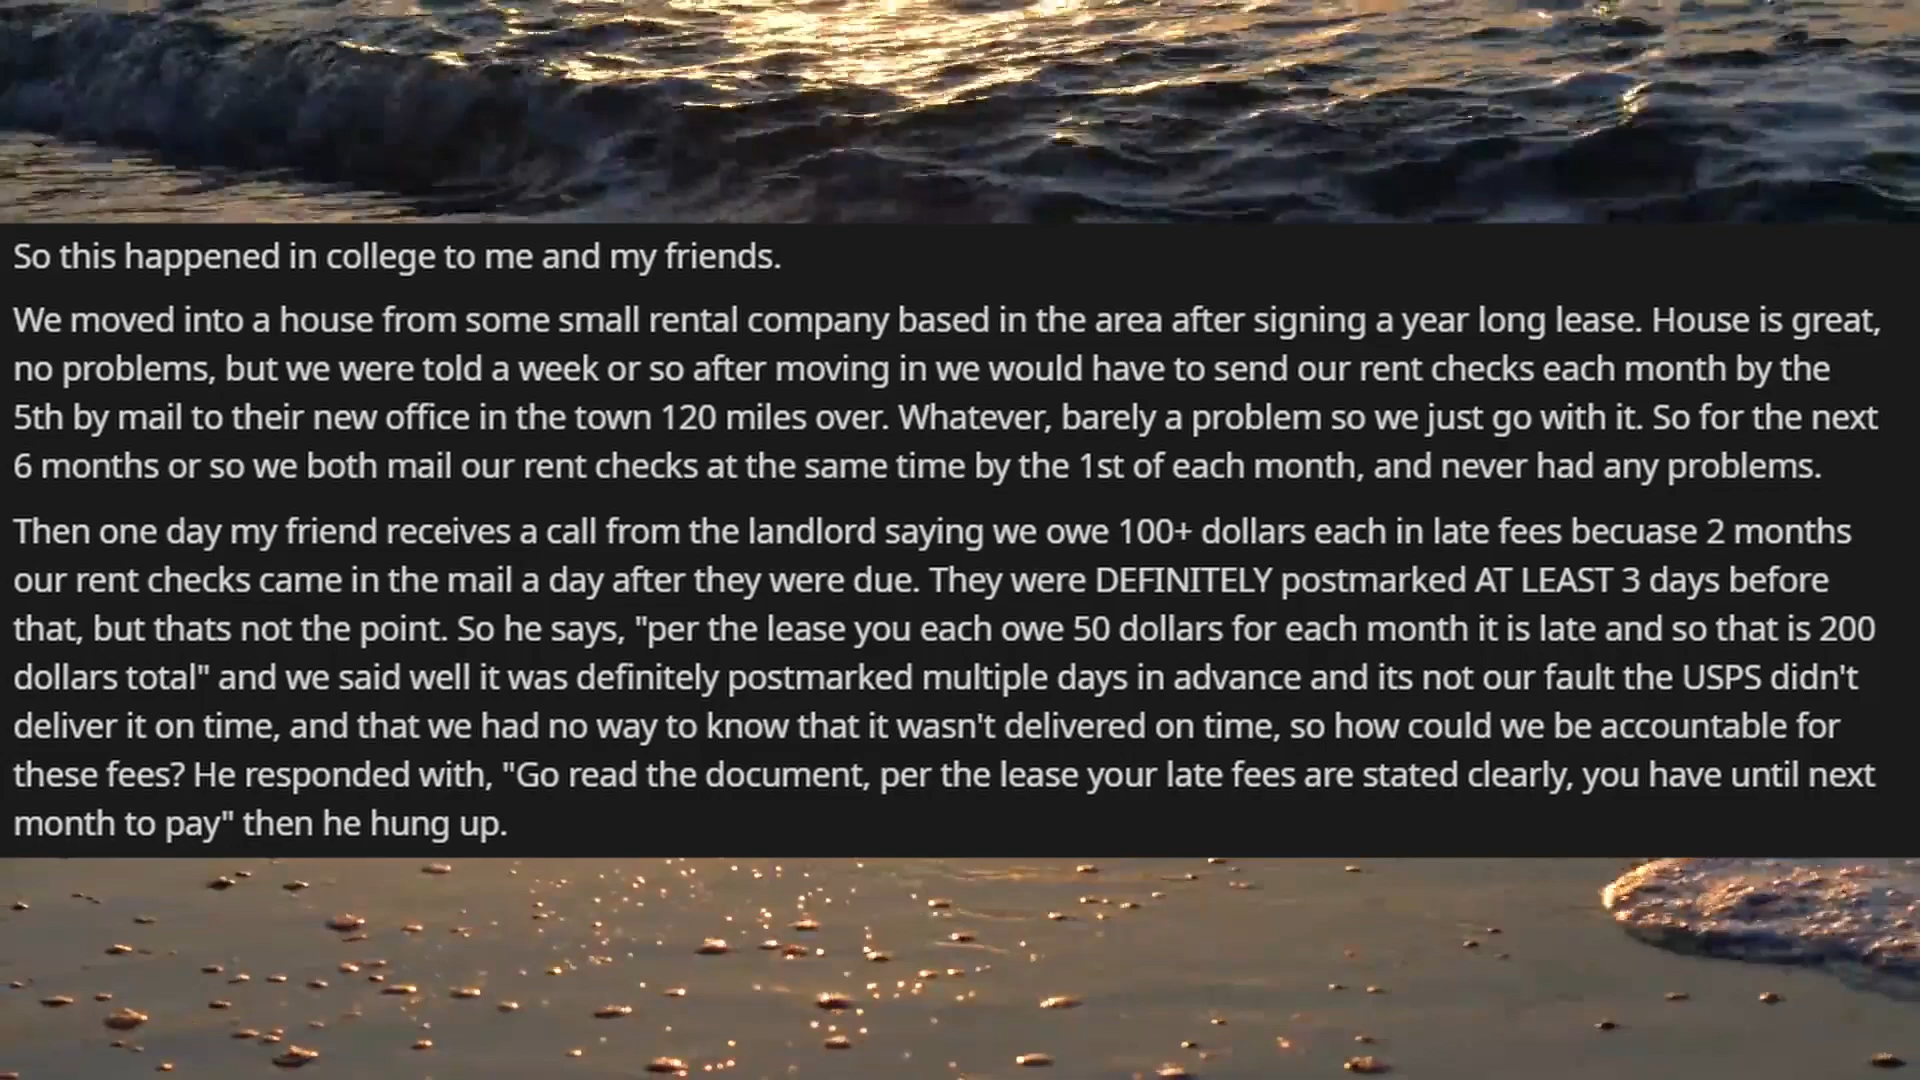 So this happened in college to me and my friends.
We moved into a house from some small rental company based in the area after signing a year long lease. House is great,
no problems, but we were told a week or so after moving in we would have to send our rent checks each month by the
5th by mail to their new office in the town 120 miles over. Whatever, barely a problem so we just go with it. So for the next
6 months or so we both mail our rent checks at the same time by the 1st of each month, and never had any problems.
Then one day my friend receives a call from the landlord saying we owe 100+ dollars each in late fees becuase 2 months
our rent checks came in the mail a day after they were due. They were DEFINITELY postmarked AT LEAST 3 days before
that, but thats not the point. So he says, "per the lease you each owe 50 dollars for each month it is late and so that is 200
dollars total" and we said well it was definitely postmarked multiple days in advance and its not our fault the USPS didn't
deliver it on time, and that we had no way to know that it wasn't delivered on time, so how could we be accountable for
these fees? He responded with, "Go read the document, per the lease your late fees are stated clearly, you have until next
month to pay" then he hung up.